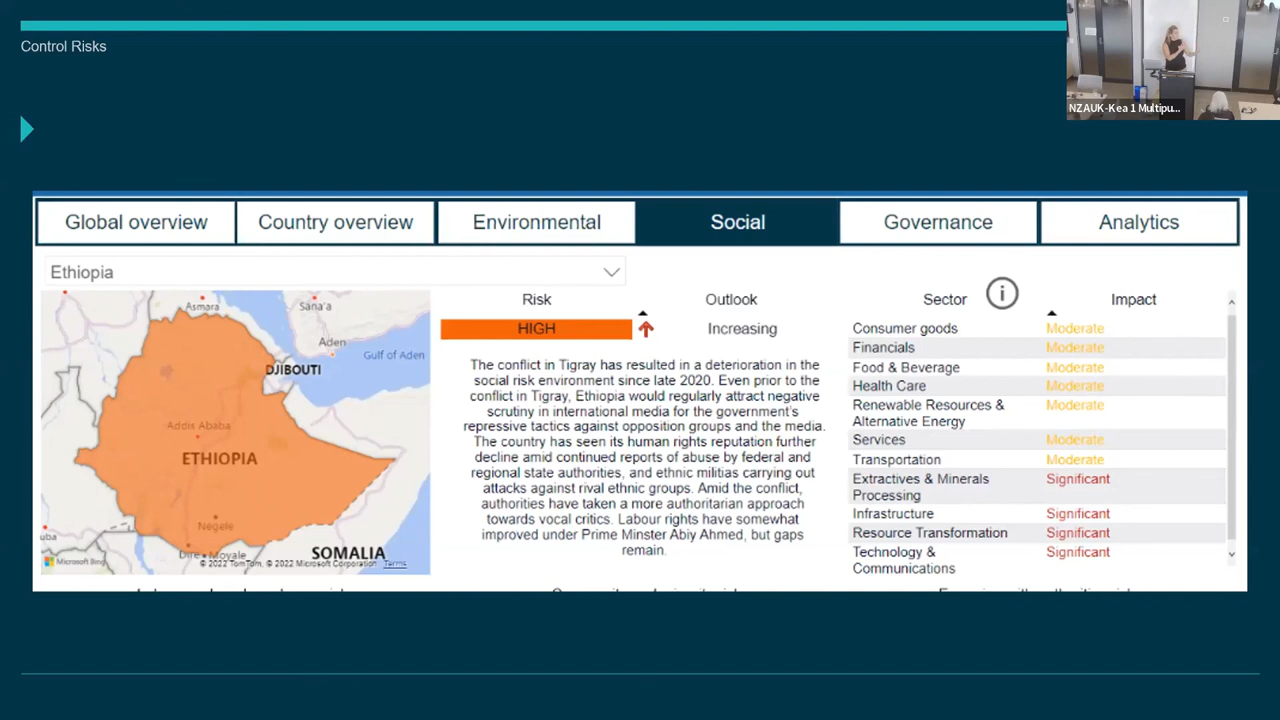 Control Risks
NZAUK-Kea 1 Multipu...
Global overview
Country overview
Environmental
Social
Governance
Analytics
Ethiopia
Asmara
Sana'a
Aden
Gulf of Aden
DJIBOUTI
Addis Ababa
ETHIOPIA
Negele
uba
Dire
Moyale
SOMALIA
Microsoft Bing
© 2022 TomTom, © 2022 Microsoft Corporation Terms
Risk
Outlook
HIGH
Increasing
The conflict in Tigray has resulted in a deterioration in the
social risk environment since late 2020. Even prior to the
conflict in Tigray, Ethiopia would regularly attract negative
scrutiny in international media for the government's
repressive tactics against opposition groups and the media.
The country has seen its human rights reputation further
decline amid continued reports of abuse by federal and
regional state authorities, and ethnic militias carrying out
attacks against rival ethnic groups. Amid the conflict,
authorities have taken a more authoritarian approach
towards vocal critics. Labour rights have somewhat
improved under Prime Minster Abiy Ahmed, but gaps
remain.
Sector
i
Impact
Consumer goods Moderate
Financials Moderate
Food & Beverage Moderate
Health Care Moderate
Renewable Resources & Moderate
Alternative Energy
Services Moderate
Transportation Moderate
Extractives & Minerals Significant
Processing
Infrastructure Significant
Resource Transformation Significant
Technology & Significant
Communications